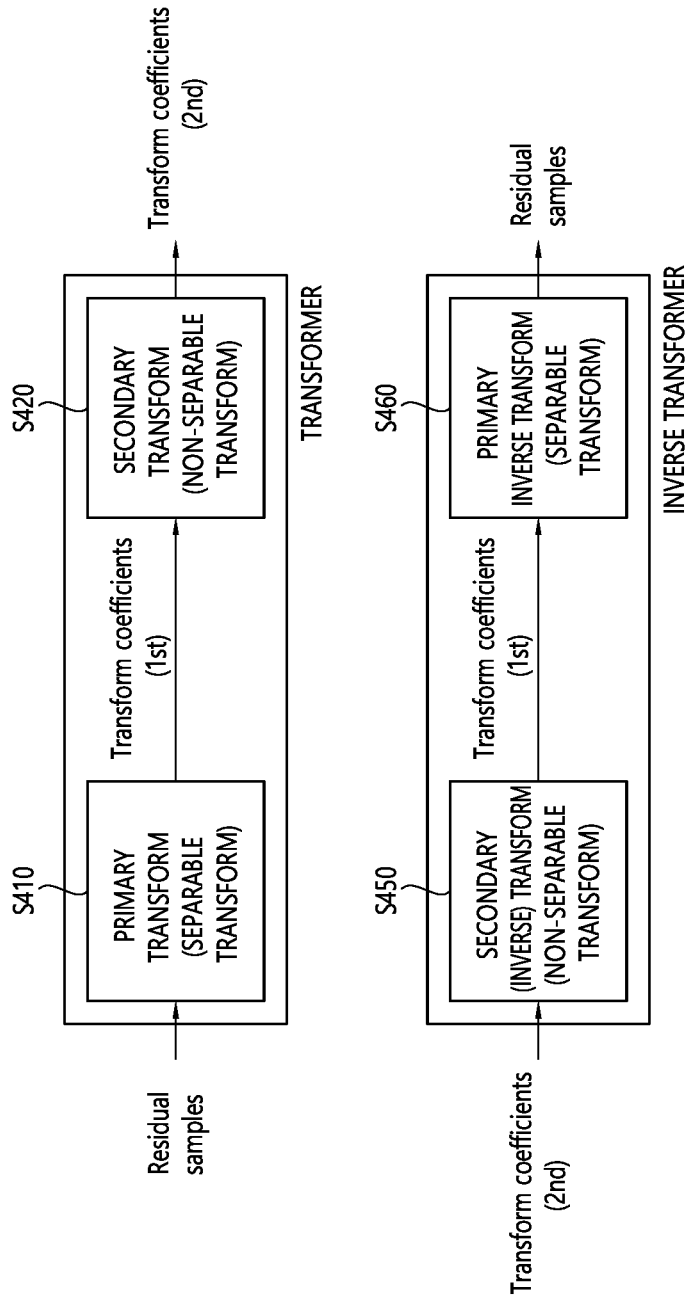 Residual
samples
S410
PRIMARY
TRANSFORM
(SEPARABLE
TRANSFORM)
Transform coefficients
(1st)
S420
SECONDARY
TRANSFORM
(NON-SEPARABLE
TRANSFORM)
Transform coefficients
(2nd)
TRANSFORMER
Transform coefficients
(2nd)
S450
SECONDARY
(INVERSE) TRANSFORM
(NON-SEPARABLE
TRANSFORM)
Transform coefficients
(1st)
S460
PRIMARY
INVERSE TRANSFORM
(SEPARABLE
TRANSFORM)
Residual
samples
INVERSE TRANSFORMER